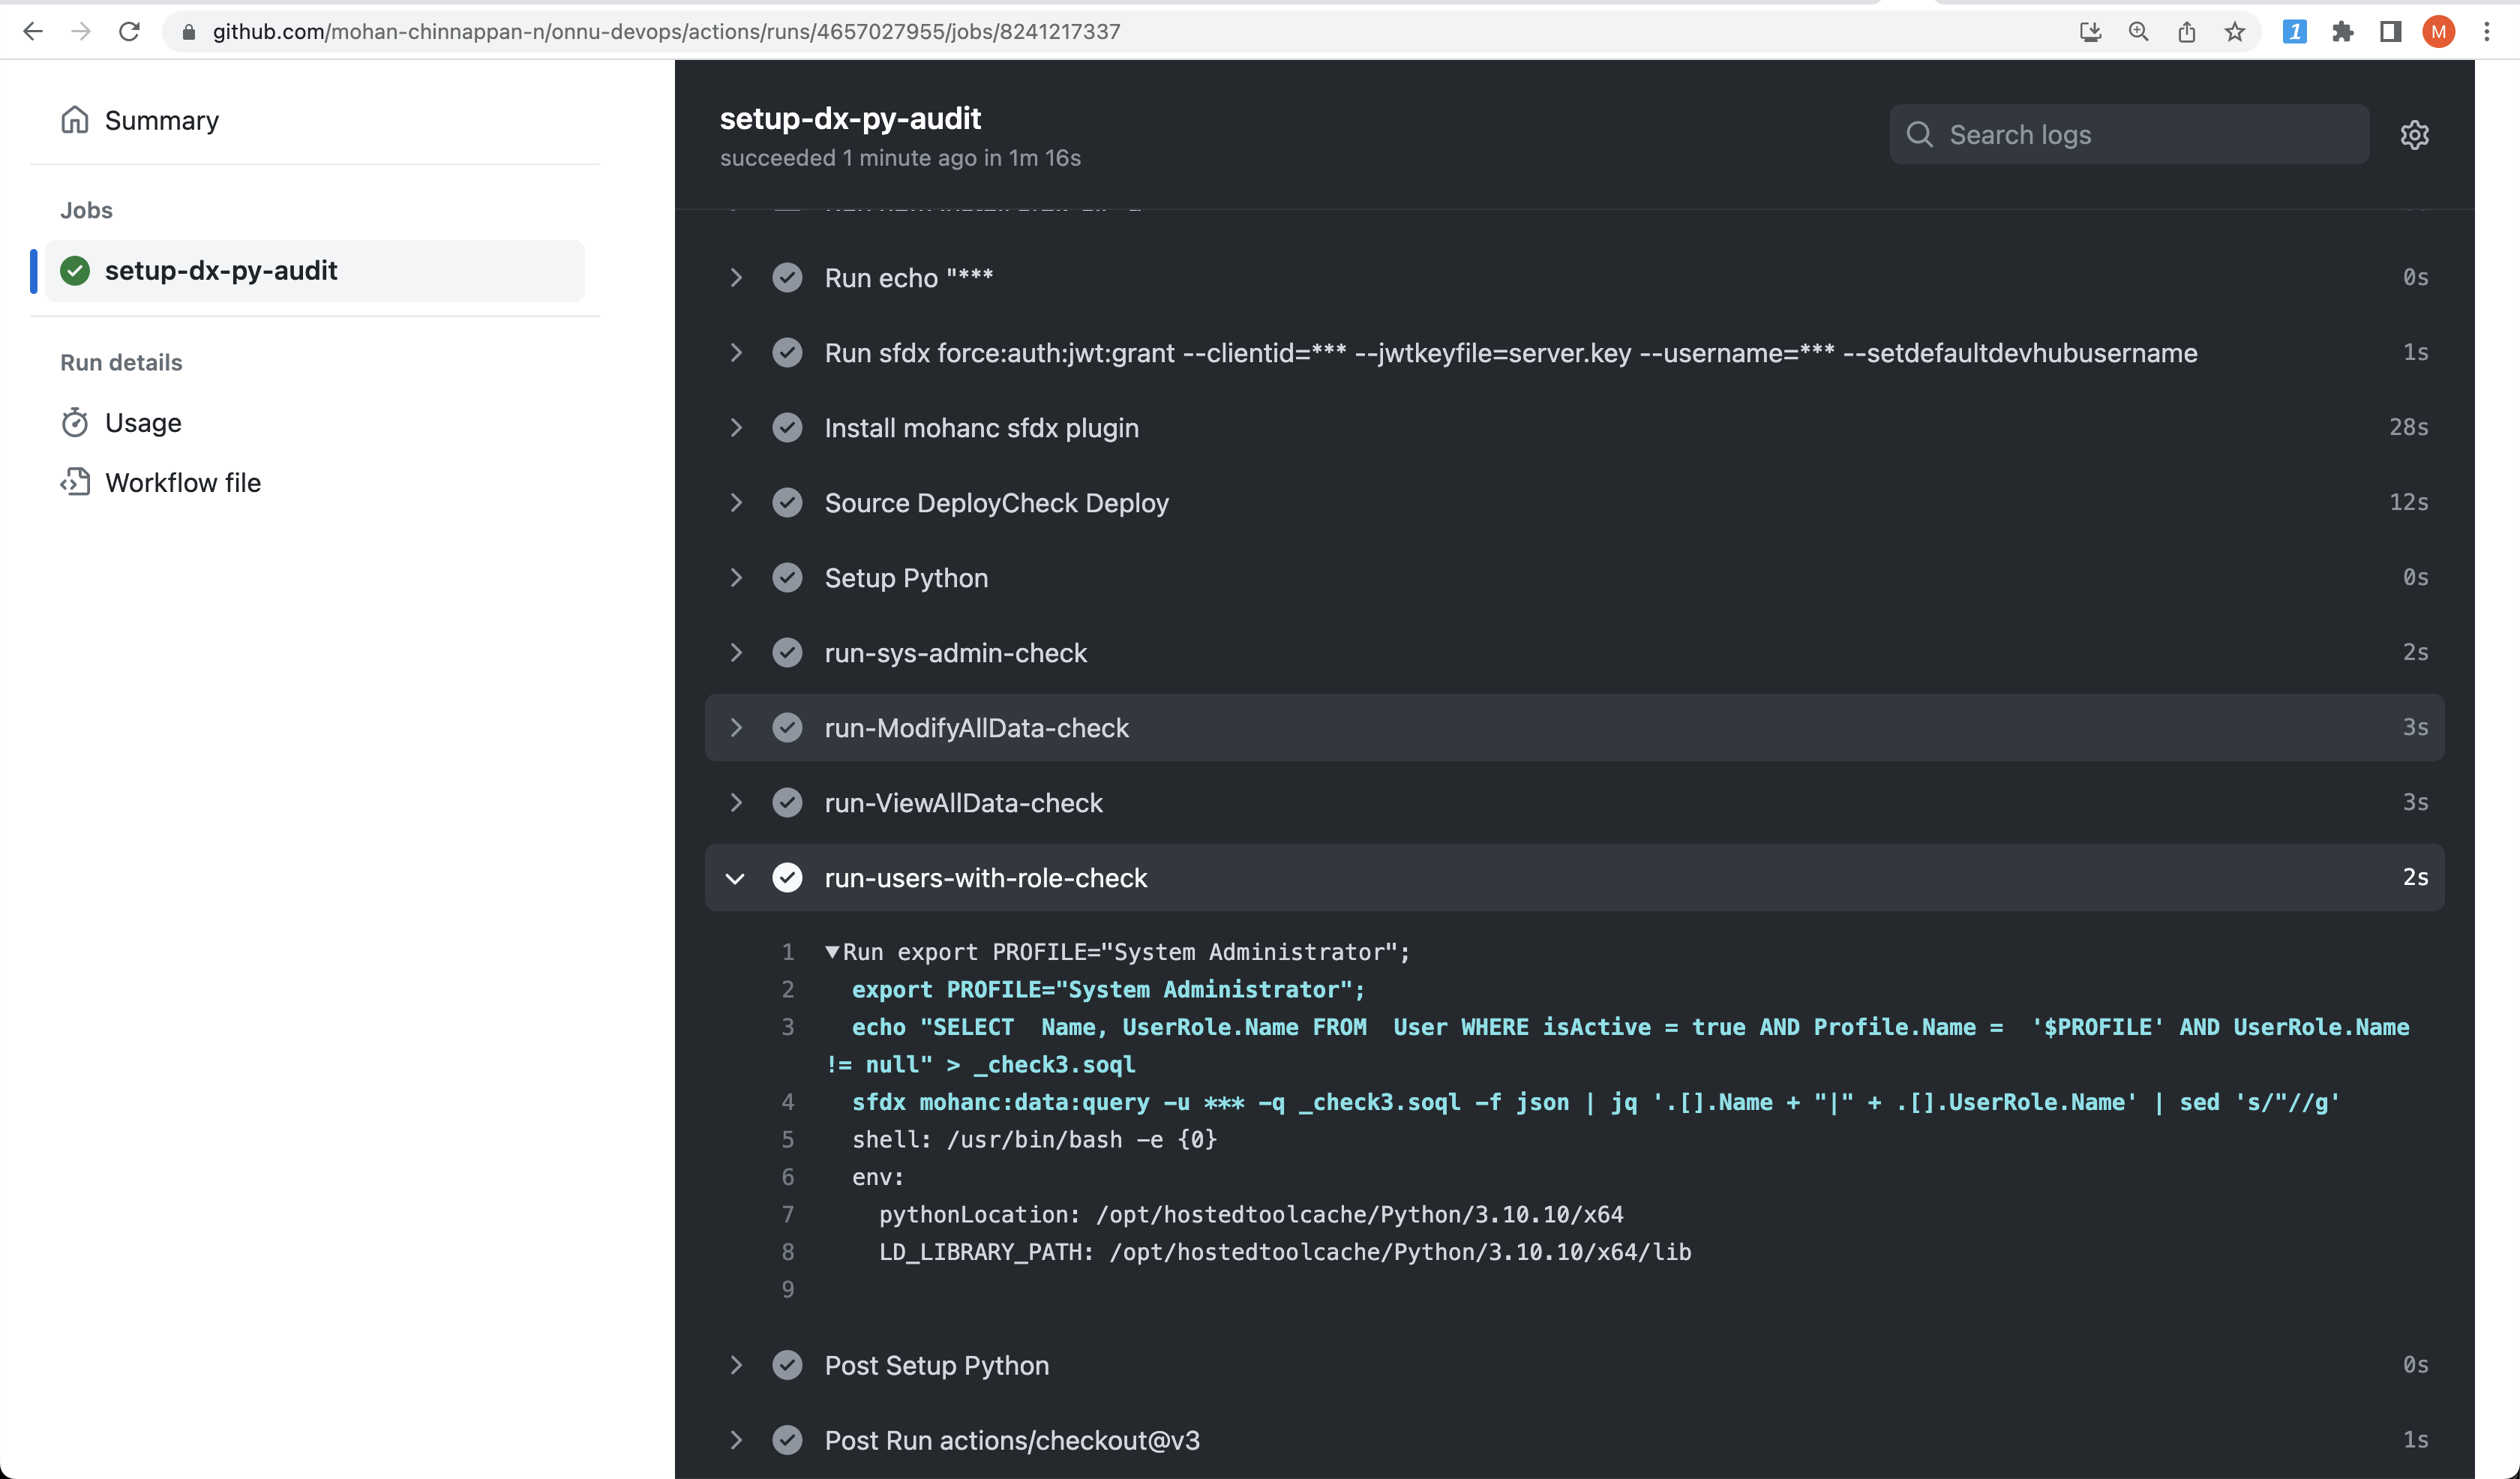 github.com/mohan-chinnappan-n/onnu-devops/actions/runs/4657027955/jobs/8241217337
1
M
Summary
Jobs
setup-dx-py-audit
Run details
Usage
Workflow file
setup-dx-py-audit
succeeded 1 minute ago in 1m 16s
Search logs
Run echo "*** 0s
Run sfdx force:auth:jwt:grant --clientid=*** --jwtkeyfile=server.key --username=*** --setdefaultdevhubusername 1s
Install mohanc sfdx plugin 28s
Source DeployCheck Deploy 12s
Setup Python 0s
run-sys-admin-check 2s
run-ModifyAllData-check 3s
run-ViewAllData-check 3s
run-users-with-role-check 2s
1 ▼Run export PROFILE="System Administrator";
2 export PROFILE="System Administrator";
3 echo "SELECT  Name, UserRole.Name FROM  User WHERE isActive = true AND Profile.Name =  '$PROFILE' AND UserRole.Name
!= null" > _check3.soql
4 sfdx mohanc:data:query -u *** -q _check3.soql -f json | jq '.[].Name + "|" + .[].UserRole.Name' | sed 's/"//g'
5 shell: /usr/bin/bash -e {0}
6 env:
7 pythonLocation: /opt/hostedtoolcache/Python/3.10.10/x64
8 LD_LIBRARY_PATH: /opt/hostedtoolcache/Python/3.10.10/x64/lib
9
Post Setup Python 0s
Post Run actions/checkout@v3 1s